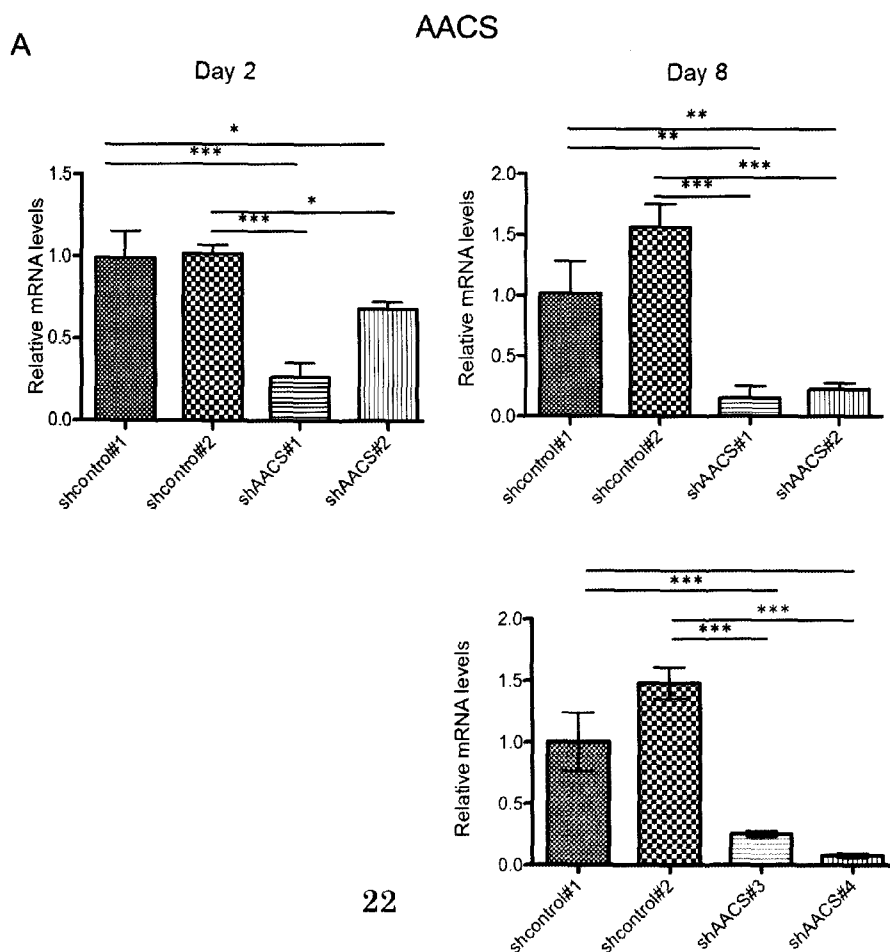 AACS
A
Day 2
*
***
*
***
1.5
1.0
0.5
0.0
Relative mRNA levels
shcontrol#1
shcontrol#2
shAACS#1
shAACS#2
Day 8
**
**
***
***
2.0
1.5
1.0
0.5
0.0
Relative mRNA levels
shcontrol#1
shcontrol#2
shAACS#1
shAACS#2
***
***
***
2.0
1.5
1.0
0.5
0.0
Relative mRNA levels
shcontrol#1
shcontrol#2
shAACS#3
shAACS#4
22